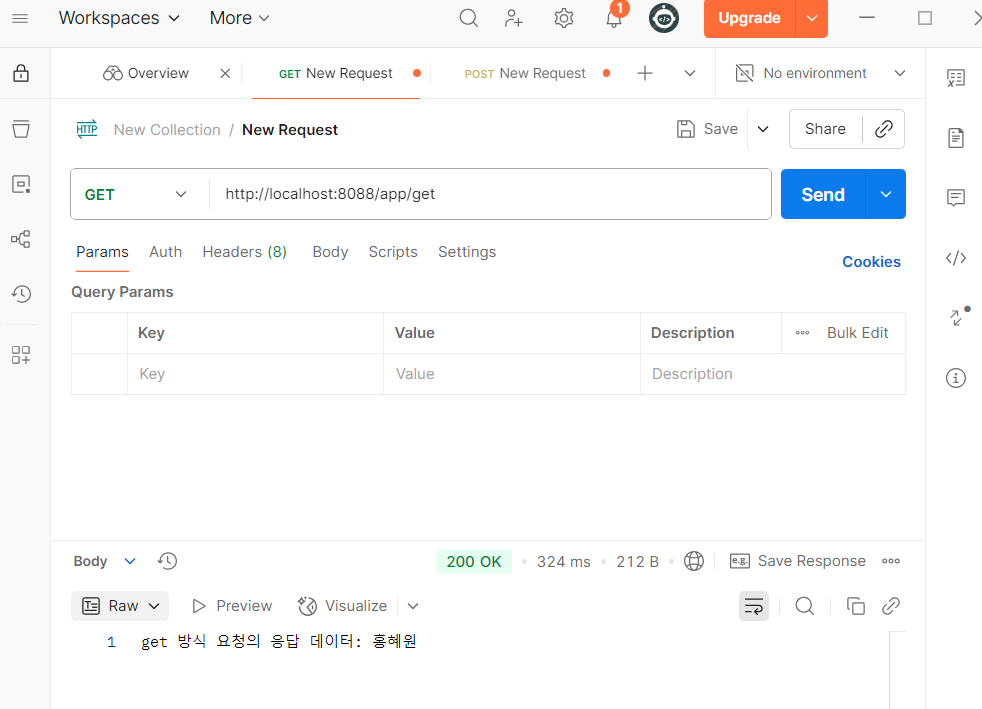 Workspaces More 1 Upgrade
Overview GET New Request POST New Request No environment
HTTP New Collection / New Request Save Share
GET http://localhost:8088/app/get Send
Params Auth Headers (8) Body Scripts Settings Cookies
Query Params
Key Value Description Bulk Edit
Key Value Description
Body 200 OK 324 ms 212 B e.g. Save Response
Raw Preview Visualize
1 get 방식 요청의 응답 데이터: 홍혜원